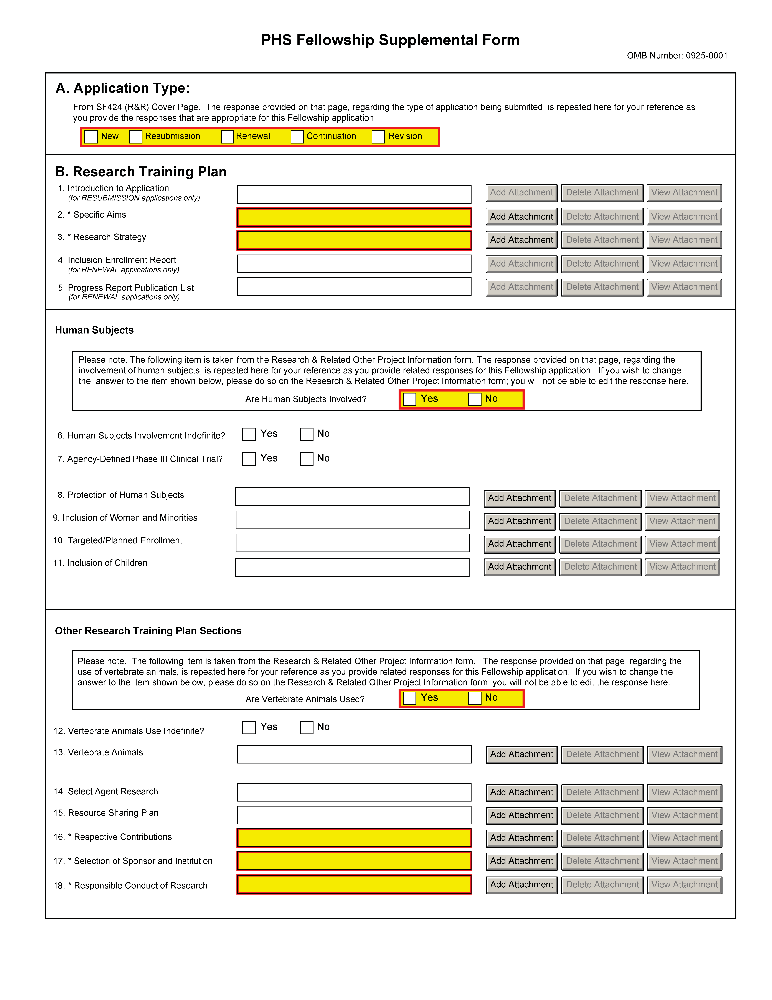 PHS Fellowship Supplemental Form
OMB Number: 0925-0001
A. Application Type:
From SF424 (R&R) Cover Page.  The response provided on that page, regarding the type of application being submitted, is repeated here for your reference as
you provide the responses that are appropriate for this Fellowship application.
New Resubmission Renewal Continuation Revision
B. Research Training Plan
1. Introduction to Application
(for RESUBMISSION applications only)
Add Attachment Delete Attachment View Attachment
2. * Specific Aims
Add Attachment Delete Attachment View Attachment
3. * Research Strategy
Add Attachment Delete Attachment View Attachment
4. Inclusion Enrollment Report
(for RENEWAL applications only)
Add Attachment Delete Attachment View Attachment
5. Progress Report Publication List
(for RENEWAL applications only)
Add Attachment Delete Attachment View Attachment
Human Subjects
Please note. The following item is taken from the Research & Related Other Project Information form. The response provided on that page, regarding the
involvement of human subjects, is repeated here for your reference as you provide related responses for this Fellowship application.  If you wish to change
the  answer to the item shown below, please do so on the Research & Related Other Project Information form; you will not be able to edit the response here.
Are Human Subjects Involved? Yes No
6. Human Subjects Involvement Indefinite? Yes No
7. Agency-Defined Phase III Clinical Trial? Yes No
8. Protection of Human Subjects Add Attachment Delete Attachment View Attachment
9. Inclusion of Women and Minorities Add Attachment Delete Attachment View Attachment
10. Targeted/Planned Enrollment Add Attachment Delete Attachment View Attachment
11. Inclusion of Children Add Attachment Delete Attachment View Attachment
Other Research Training Plan Sections
Please note.  The following item is taken from the Research & Related Other Project Information form.   The response provided on that page, regarding the
use of vertebrate animals, is repeated here for your reference as you provide related responses for this Fellowship application.  If you wish to change the
answer to the item shown below, please do so on the Research & Related Other Project Information form; you will not be able to edit the response here.
Are Vertebrate Animals Used? Yes No
12. Vertebrate Animals Use Indefinite? Yes No
13. Vertebrate Animals Add Attachment Delete Attachment View Attachment
14. Select Agent Research Add Attachment Delete Attachment View Attachment
15. Resource Sharing Plan Add Attachment Delete Attachment View Attachment
16. * Respective Contributions Add Attachment Delete Attachment View Attachment
17. * Selection of Sponsor and Institution Add Attachment Delete Attachment View Attachment
18. * Responsible Conduct of Research Add Attachment Delete Attachment View Attachment